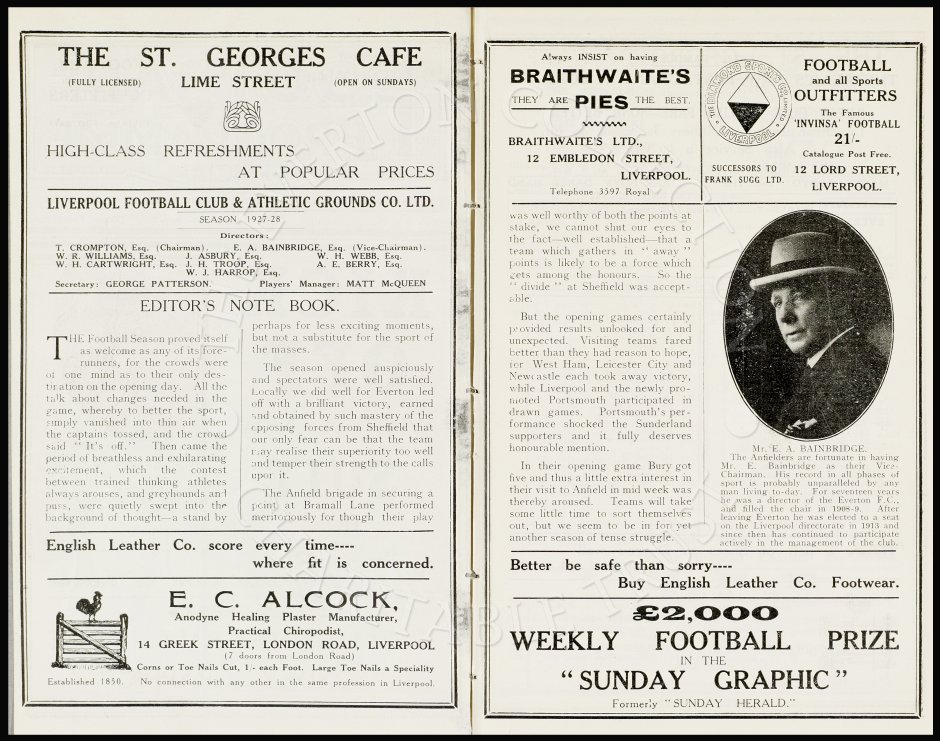 THE ST. GEORGES CAFE
(FULLY LICENSED) LIME STREET (OPEN ON SUNDAYS)
HIGH-CLASS REFRESHMENTS
AT POPULAR PRICES
LIVERPOOL FOOTBALL CLUB & ATHLETIC GROUNDS CO. LTD.
SEASON 1927-28
Directors:
T. CROMPTON, Esq. (Chairman). E. A. BAINBRIDGE, Esq. (Vice-Chairman).
W. R. WILLIAMS, Esq. J. ASBURY, Esq. W. H. WEBB, Esq.
W. H. CARTWRIGHT, Esq. J. H. TROOP, Esq. A. E. BERRY, Esq.
W. J. HARROP, Esq.
Secretary: GEORGE PATTERSON. Players' Manager: MATT McQUEEN
EDITOR'S NOTE BOOK.
THE Football Season proved itself
as welcome as any of its fore-
runners, for the crowds were
of one mind as to their only des-
tination on the opening day. All the
talk about changes needed in the
game, whereby to better the sport,
simply vanished into thin air when
the captains tossed, and the crowd
said "It's off." Then came the
period of breathless and exhilarating
excitement, which the contest
between trained thinking athletes
always arouses, and greyhounds and
puss, were quietly swept into the
background of thought—a stand by
perhaps for less exciting moments,
but not a substitute for the sport of
the masses.
The season opened auspiciously
and spectators were well satisfied.
Locally we did well for Everton led
off with a brilliant victory, earned
and obtained by such mastery of the
opposing forces from Sheffield that
our only fear can be that the team
may realise their superiority too well
and temper their strength to the calls
upon it.
The Anfield brigade in securing a
point at Bramall Lane performed
meritoriously for though their play
English Leather Co. score every time----
where fit is concerned.
E. C. ALCOCK,
Anodyne Healing Plaster Manufacturer,
Practical Chiropodist,
14 GREEK STREET, LONDON ROAD, LIVERPOOL
(7 doors from London Road)
Corns or Toe Nails Cut, 1/- each Foot. Large Toe Nails a Speciality
Established 1850. No connection with any other in the same profession in Liverpool.
Always INSIST on having
BRAITHWAITE'S
THEY ARE PIES THE BEST.
BRAITHWAITE'S LTD.,
12 EMBLEDON STREET,
LIVERPOOL.
Telephone 3597 Royal
THE DIAMOND SPORTS CO. LIMITED
LIVERPOOL
SUCCESSORS TO
FRANK SUGG LTD.
FOOTBALL
and all Sports
OUTFITTERS
The Famous
'INVINSA' FOOTBALL
21/-
Catalogue Post Free.
12 LORD STREET,
LIVERPOOL.
was well worthy of both the points at
stake, we cannot shut our eyes to
the fact—well established—that a
team which gathers in "away"
points is likely to be a force which
gets among the honours. So the
"divide" at Sheffield was accept-
able.
But the opening games certainly
provided results unlooked for and
unexpected. Visiting teams fared
better than they had reason to hope,
for West Ham, Leicester City and
Newcastle each took away victory,
while Liverpool and the newly pro-
moted Portsmouth participated in
drawn games. Portsmouth's per-
formance shocked the Sunderland
supporters and it fully deserves
honourable mention.
In their opening game Bury got
five and thus a little extra interest in
their visit to Anfield in mid week was
thereby aroused. Teams will take
some little time to sort themselves
out, but we seem to be in for yet
another season of tense struggle.
Mr. E. A. BAINBRIDGE.
The Anfielders are fortunate in having
Mr. E. Bainbridge as their Vice-
Chairman. His record in all phases of
sport is probably unparalleled by any
man living to-day. For seventeen years
he was a director of the Everton F.C.,
and filled the chair in 1908-9. After
leaving Everton he was elected to a seat
on the Liverpool directorate in 1913 and
since then has continued to participate
actively in the management of the club.
Better be safe than sorry----
Buy English Leather Co. Footwear.
£2,000
WEEKLY FOOTBALL PRIZE
IN THE
"SUNDAY GRAPHIC"
Formerly "SUNDAY HERALD."
EVERTON COLLECTION
CHARITABLE TRUST